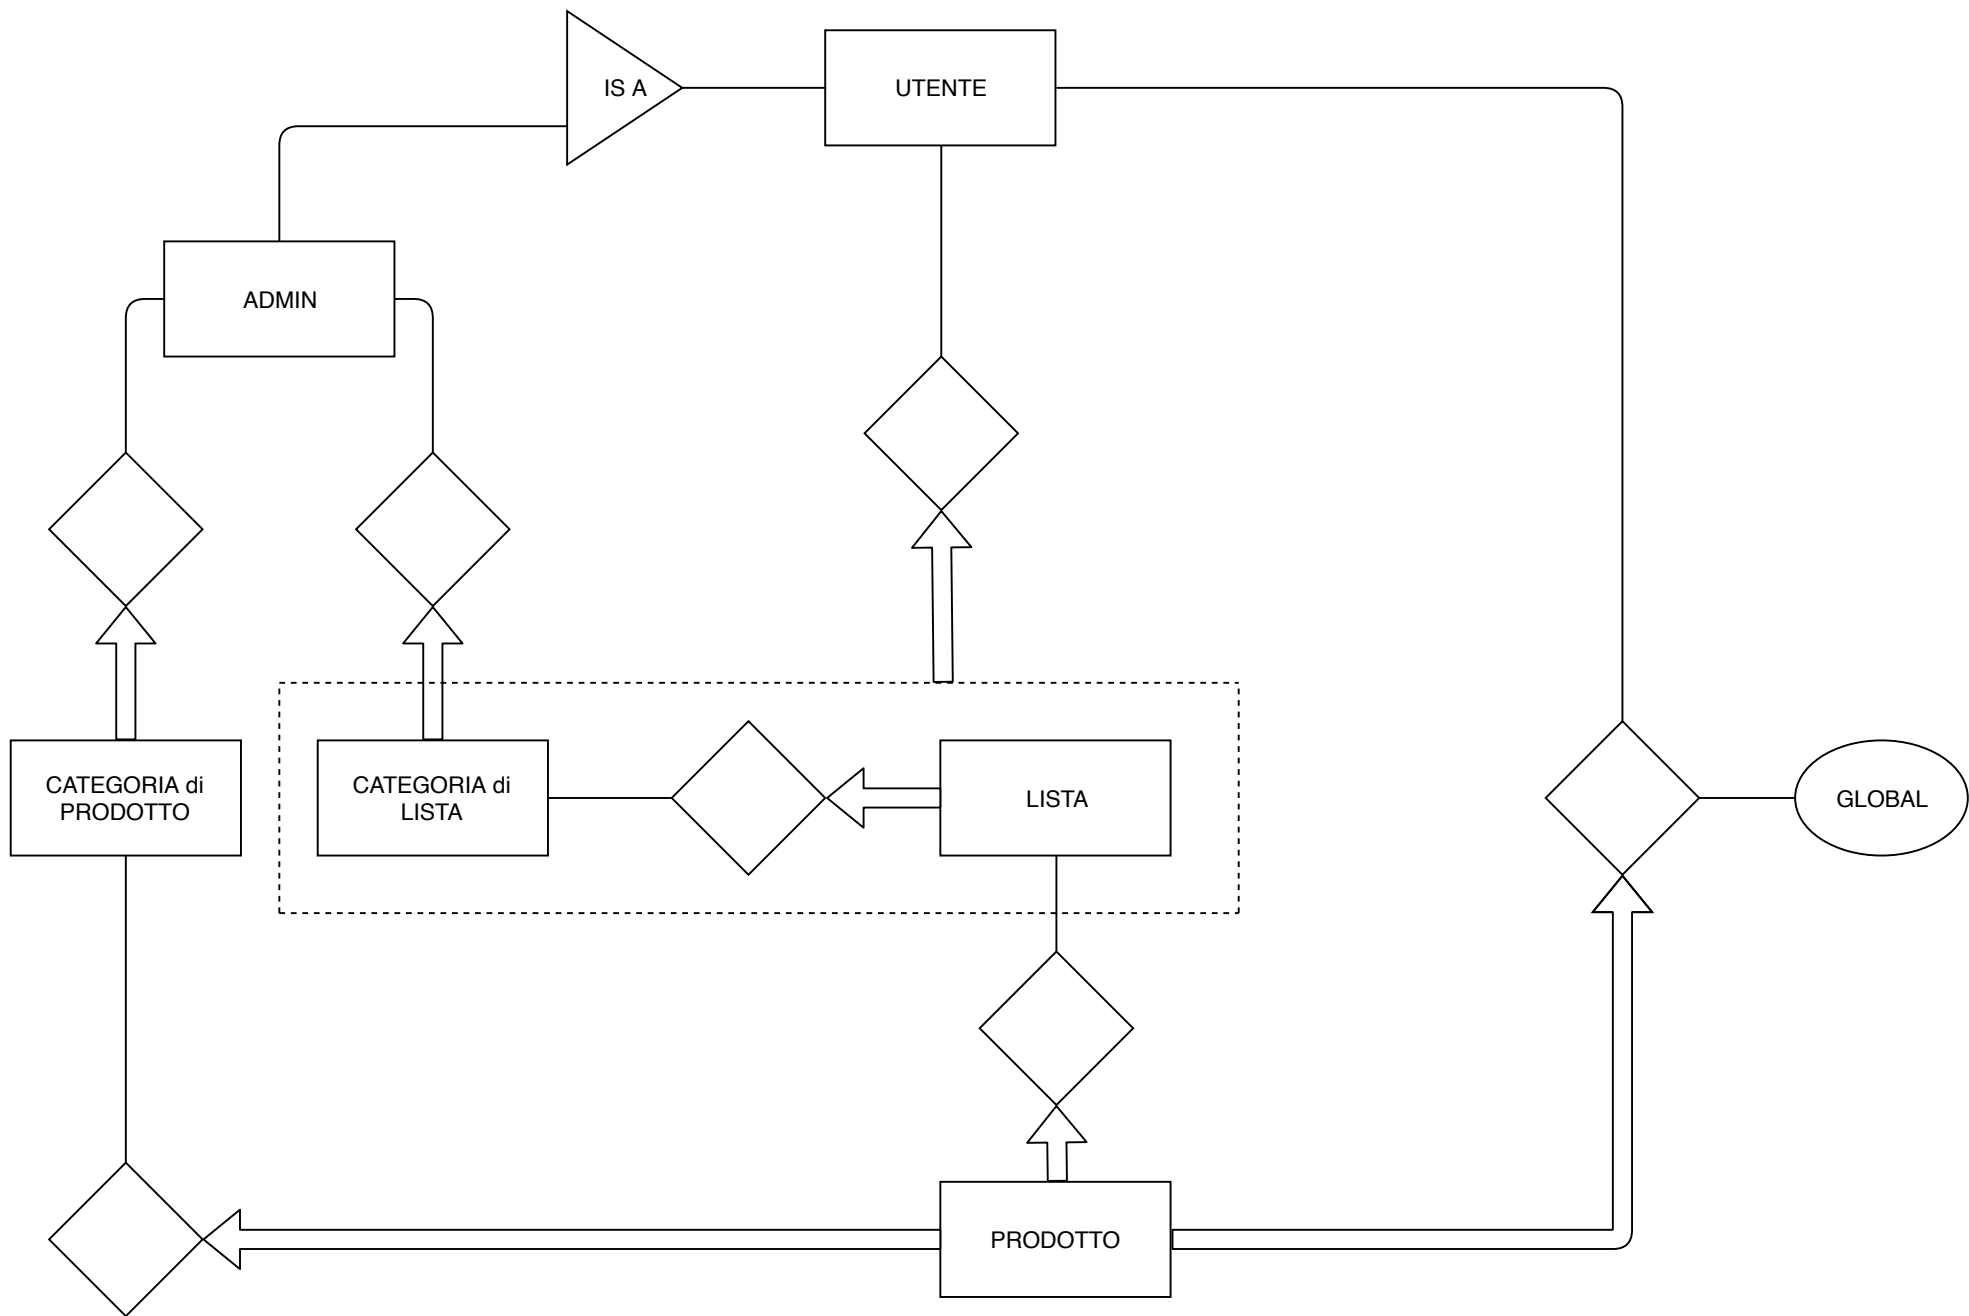 IS A
UTENTE
ADMIN
CATEGORIA di
PRODOTTO
CATEGORIA di
LISTA
LISTA
GLOBAL
PRODOTTO